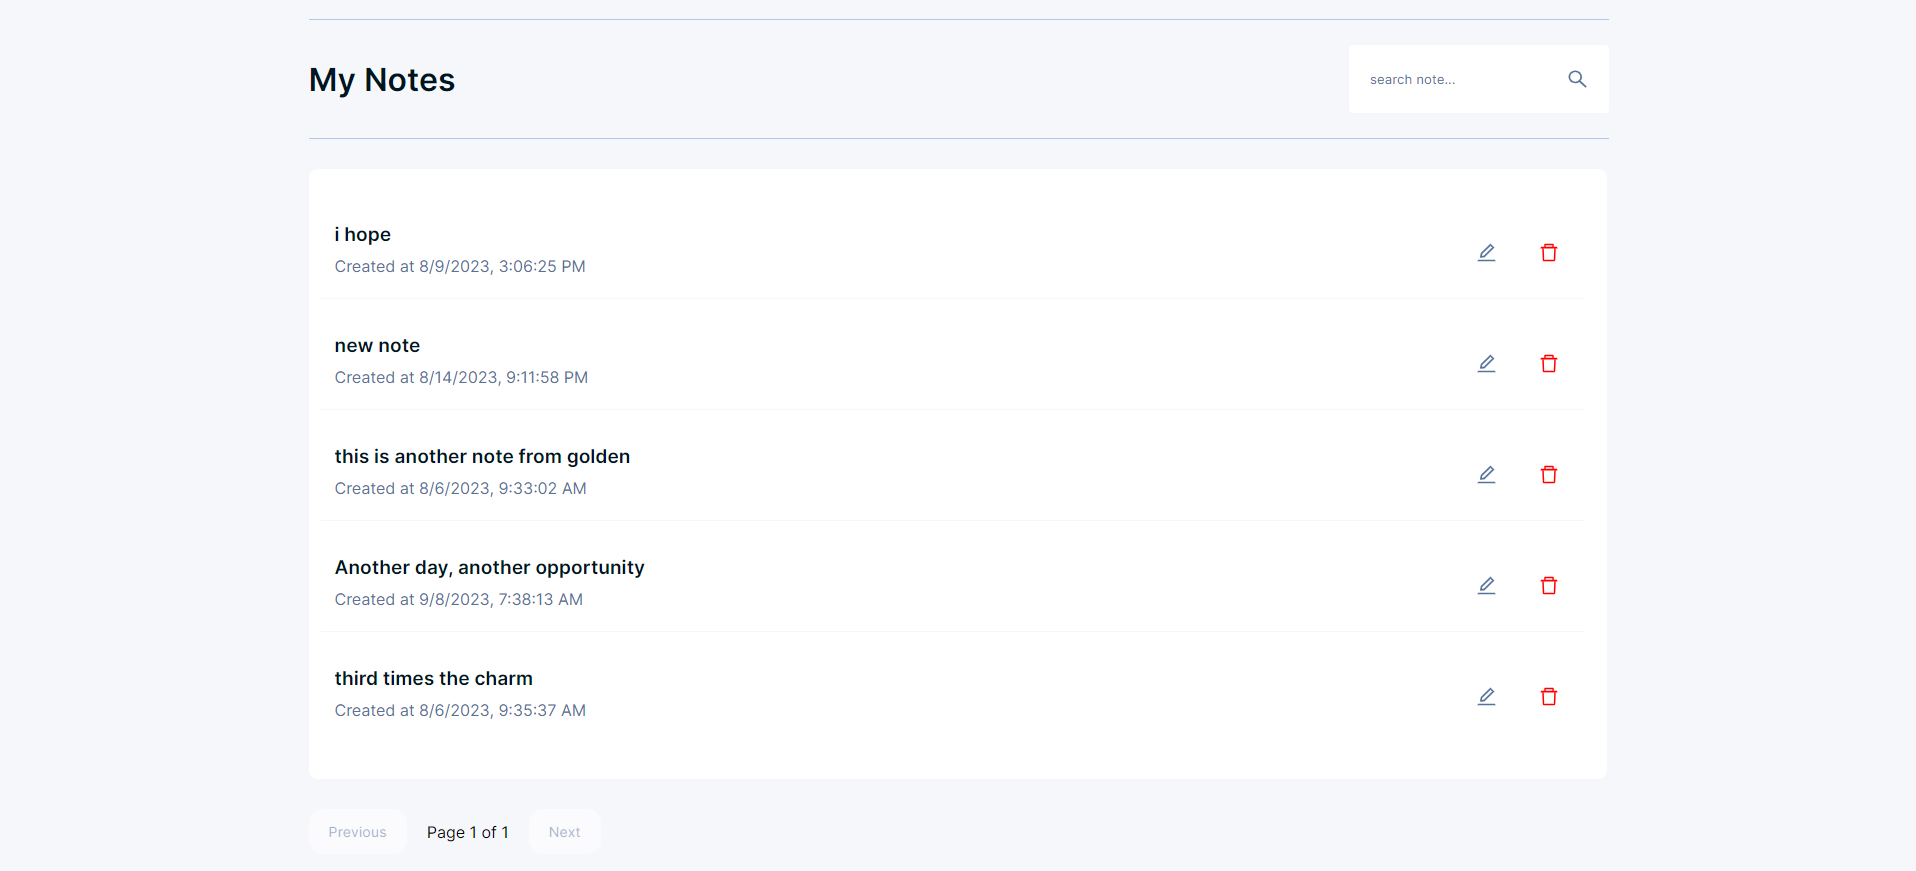 My Notes
search note...
i hope
Created at 8/9/2023, 3:06:25 PM
new note
Created at 8/14/2023, 9:11:58 PM
this is another note from golden
Created at 8/6/2023, 9:33:02 AM
Another day, another opportunity
Created at 9/8/2023, 7:38:13 AM
third times the charm
Created at 8/6/2023, 9:35:37 AM
Previous Page 1 of 1 Next